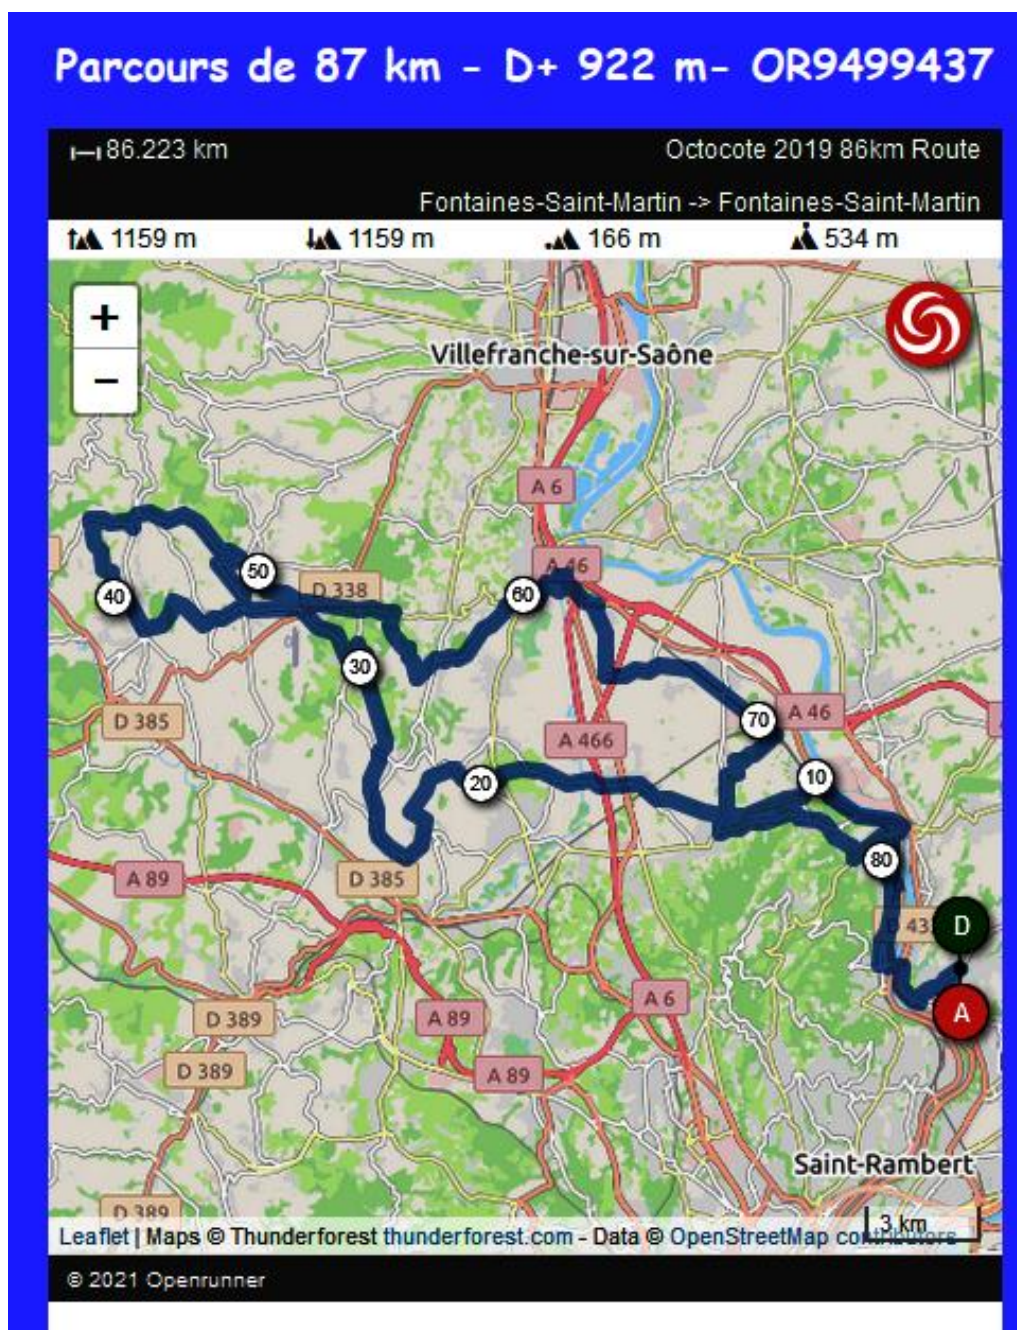 Parcours de 87 km - D+ 922 m- OR9499437
86.223 km
Octocote 2019 86km Route
Fontaines-Saint-Martin -> Fontaines-Saint-Martin
1159 m 1159 m 166 m 534 m
+
−
Villefranche-sur-Saône
A 6
A 46
50
D 338
40
60
30
D 385
70
A 46
A 466
20
10
A 89
D 385
80
D
A
D 389
A 89
A 6
D 389
A 89
Saint-Rambert
D 389
3 km
Leaflet | Maps © Thunderforest thunderforest.com - Data © OpenStreetMap contributors
© 2021 Openrunner